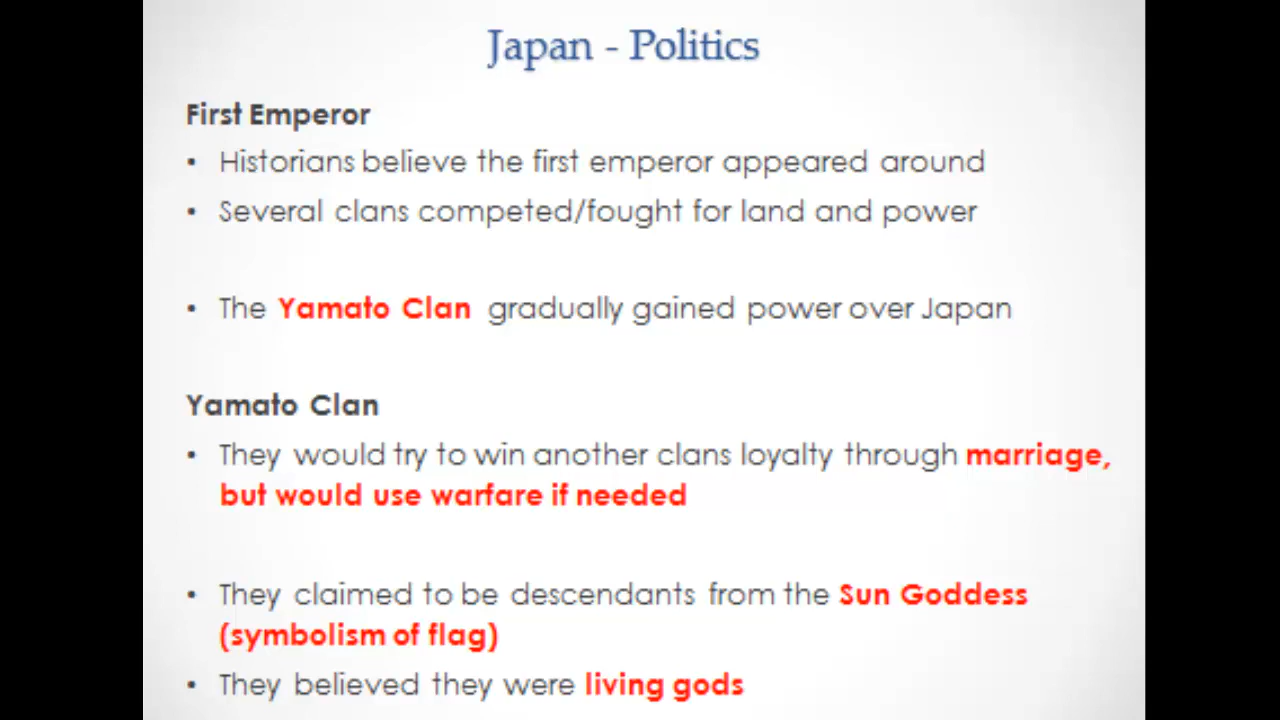 Japan - Politics
First Emperor
• Historians believe the first emperor appeared around
• Several clans competed/fought for land and power
• The Yamato Clan gradually gained power over Japan
Yamato Clan
• They would try to win another clans loyalty through marriage,
but would use warfare if needed
• They claimed to be descendants from the Sun Goddess
(symbolism of flag)
• They believed they were living gods